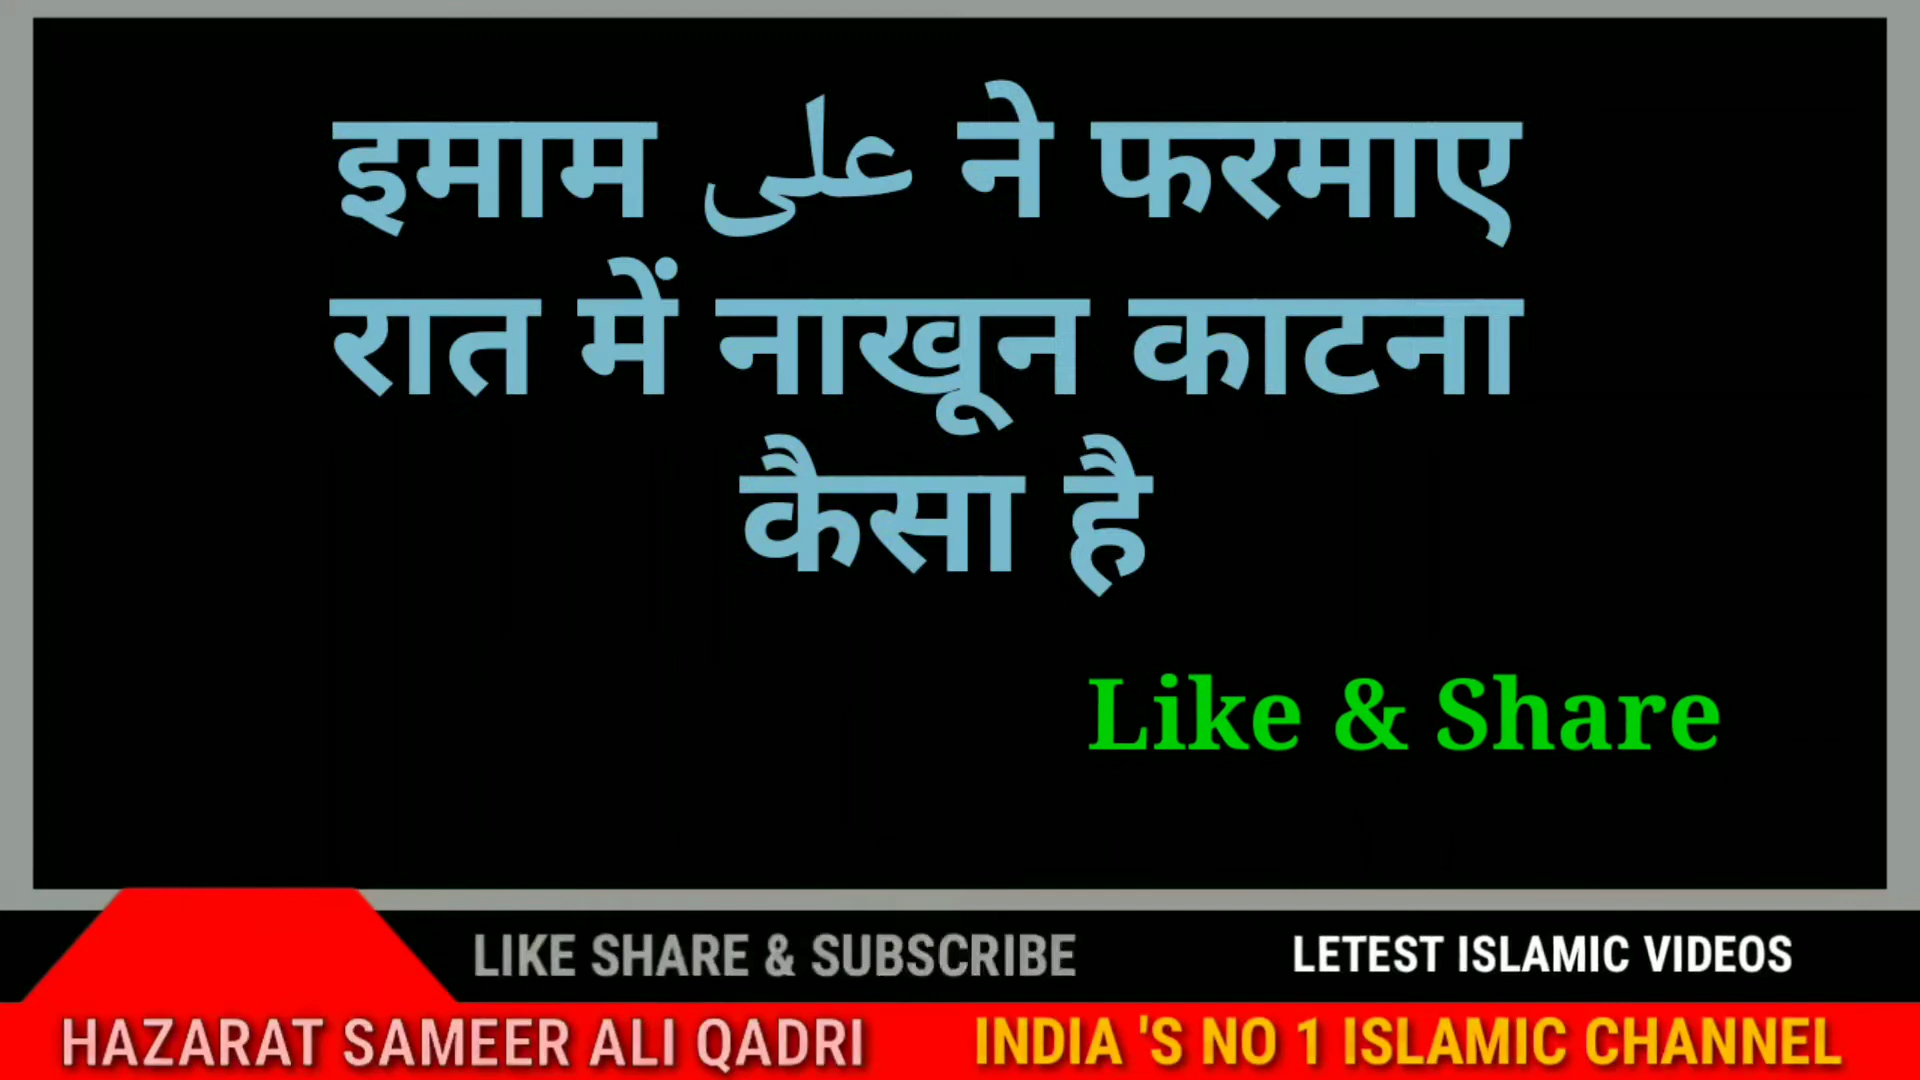 इमाम علی ने फरमाए
रात में नाखून काटना
कैसा है
Like & Share
LIKE SHARE & SUBSCRIBE
LETEST ISLAMIC VIDEOS
HAZARAT SAMEER ALI QADRI
INDIA 'S NO 1 ISLAMIC CHANNEL